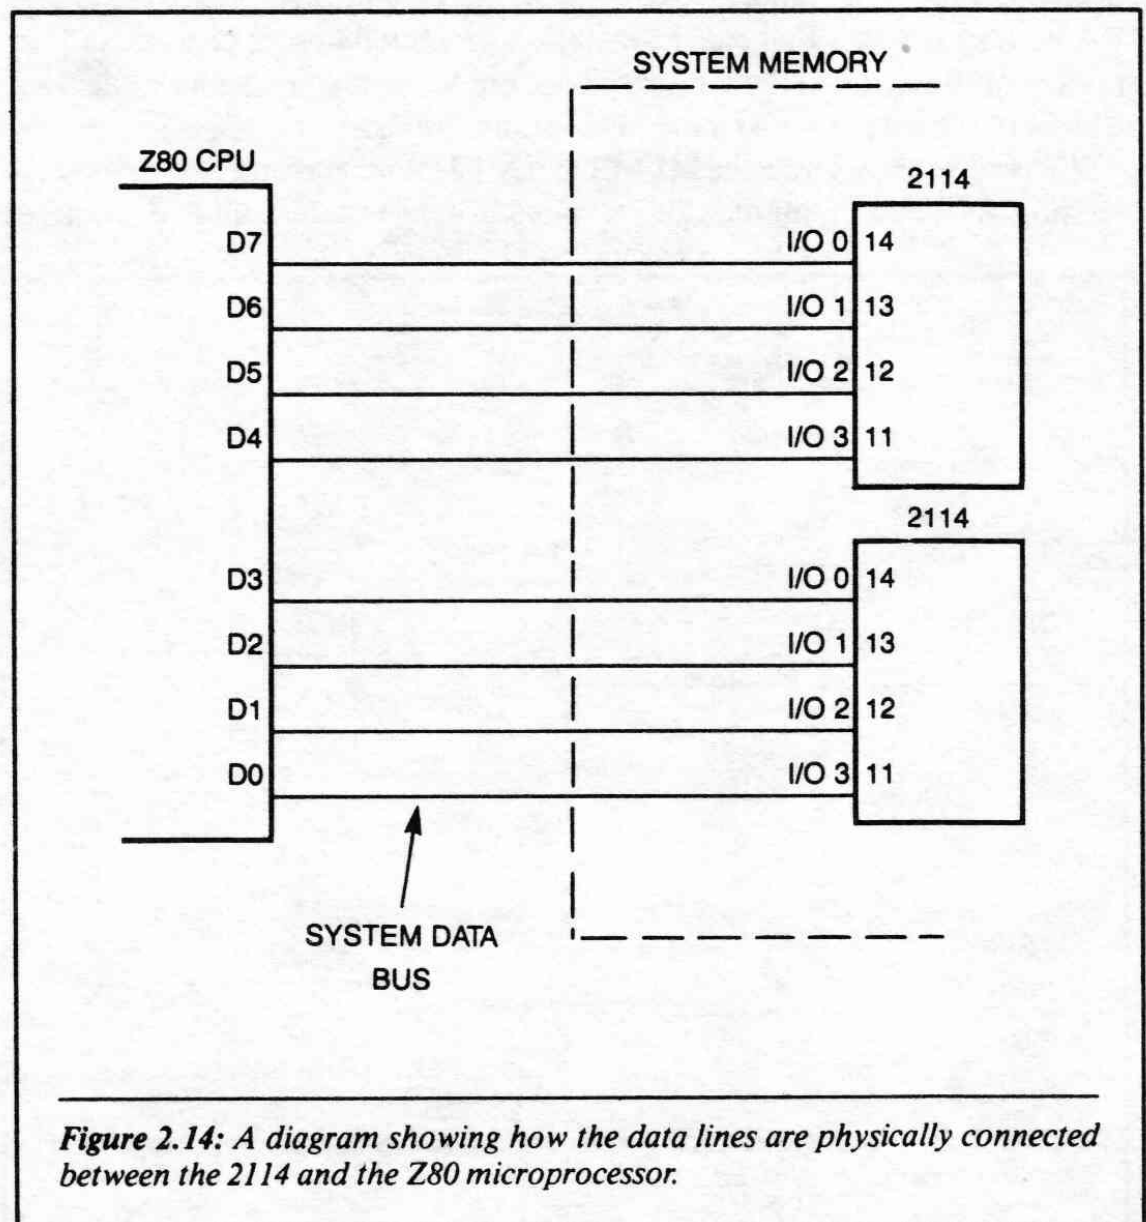 SYSTEM MEMORY
Z80 CPU
2114
D7 I/O 0 14
D6 I/O 1 13
D5 I/O 2 12
D4 I/O 3 11
2114
D3 I/O 0 14
D2 I/O 1 13
D1 I/O 2 12
D0 I/O 3 11
SYSTEM DATA
BUS
Figure 2.14: A diagram showing how the data lines are physically connected
between the 2114 and the Z80 microprocessor.